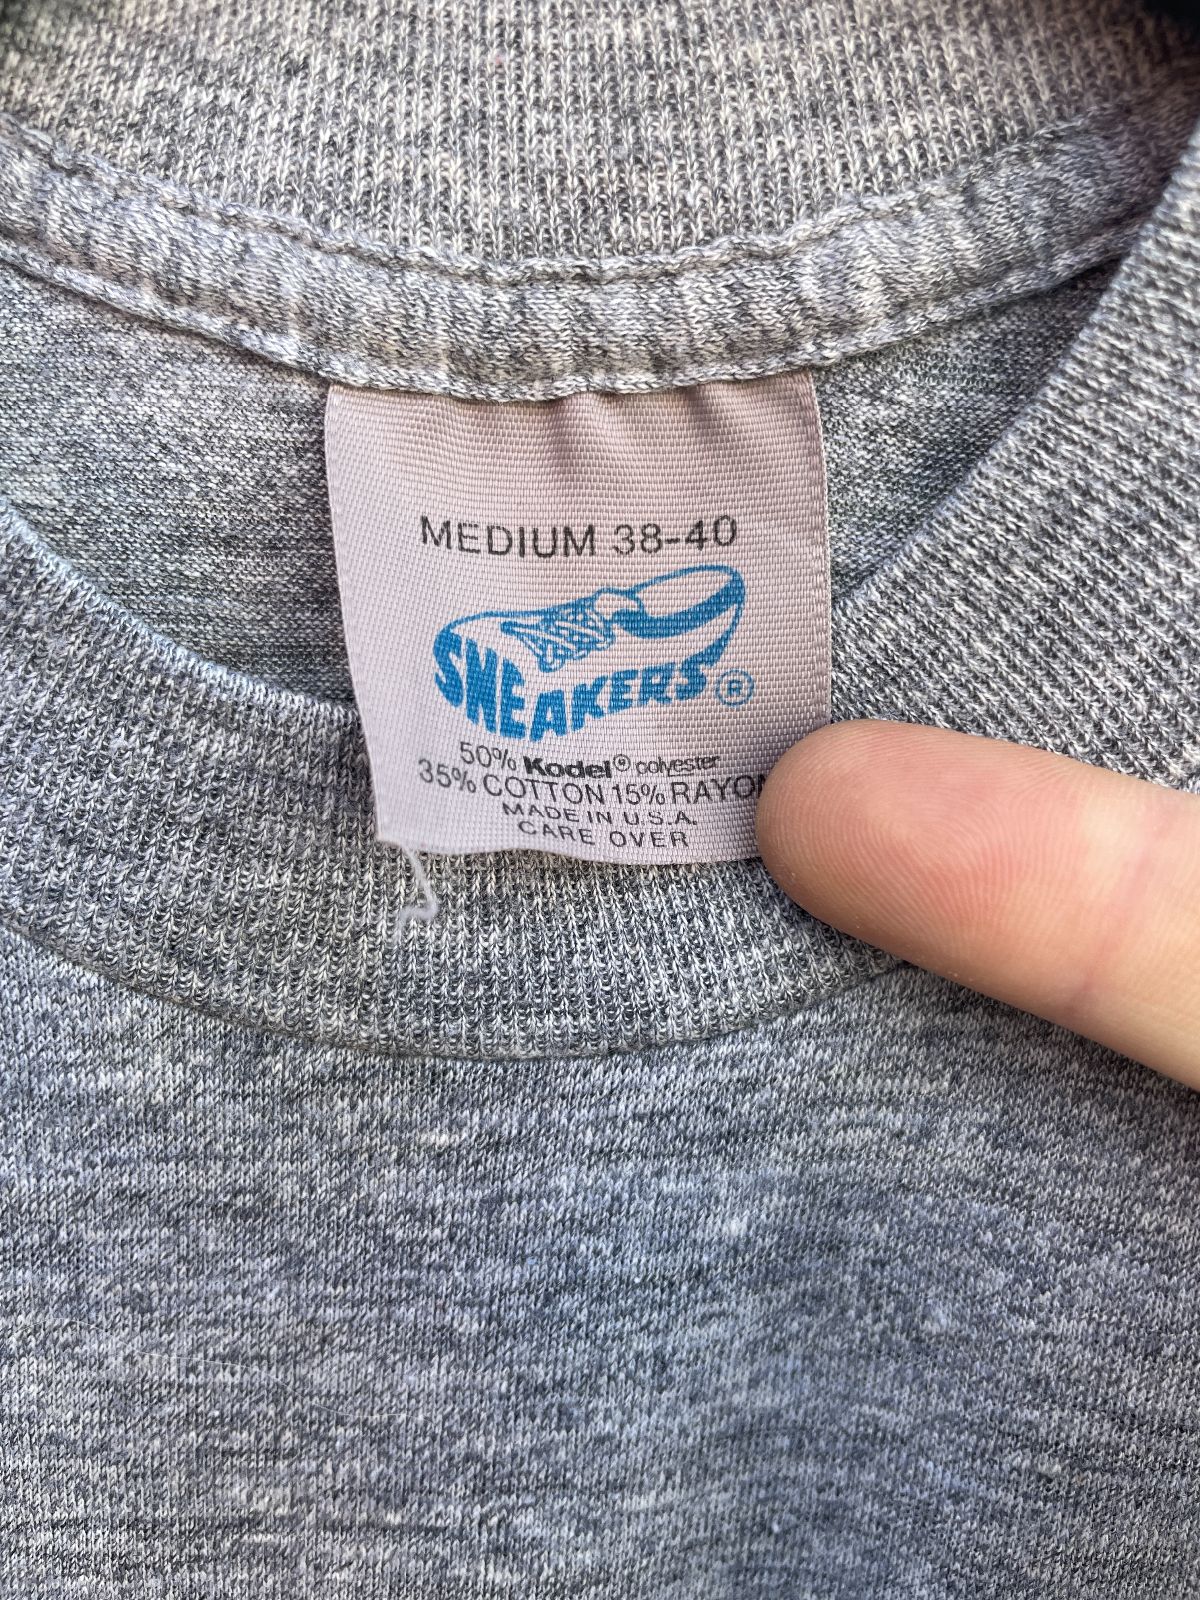 MEDIUM 38-40
SNEAKERS®
50% Kodel® polyester
35% COTTON 15% RAYON
MADE IN U.S.A.
CARE OVER